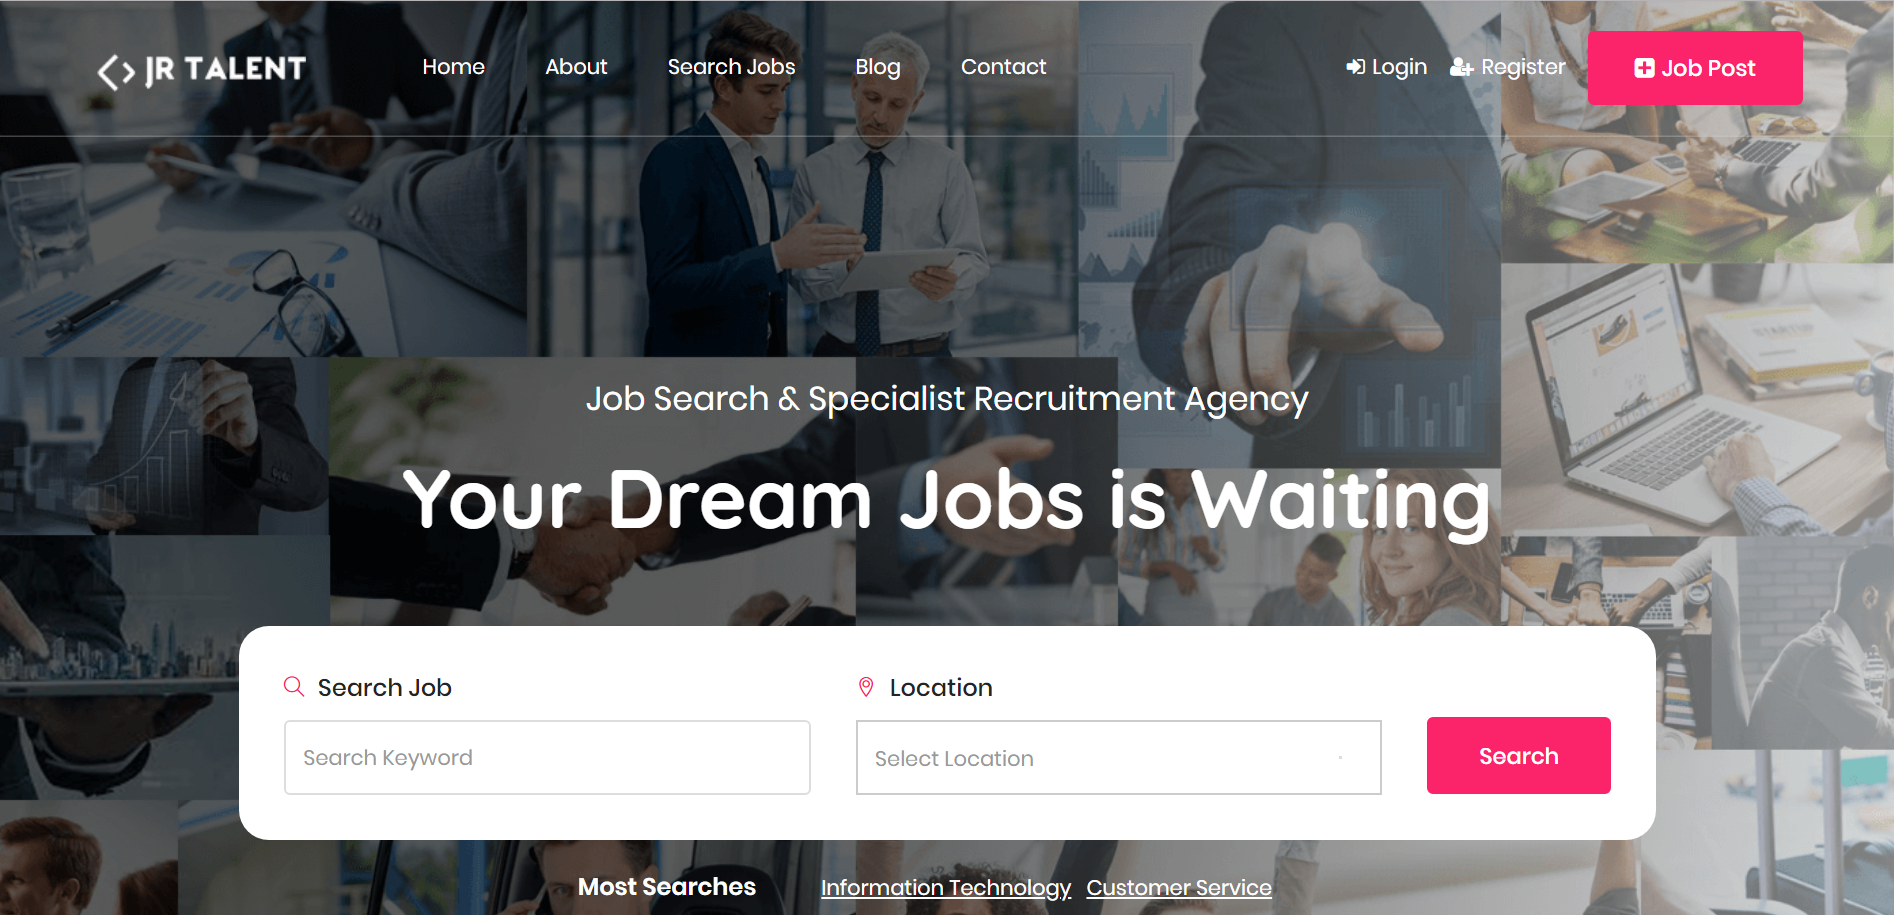 JR TALENT
Home
About
Search Jobs
Blog
Contact
Login
Register
Job Post
STARTUP
Job Search & Specialist Recruitment Agency
Your Dream Jobs is Waiting
Search Job
Location
Search Keyword
Select Location
Search
Most Searches
Information Technology
Customer Service